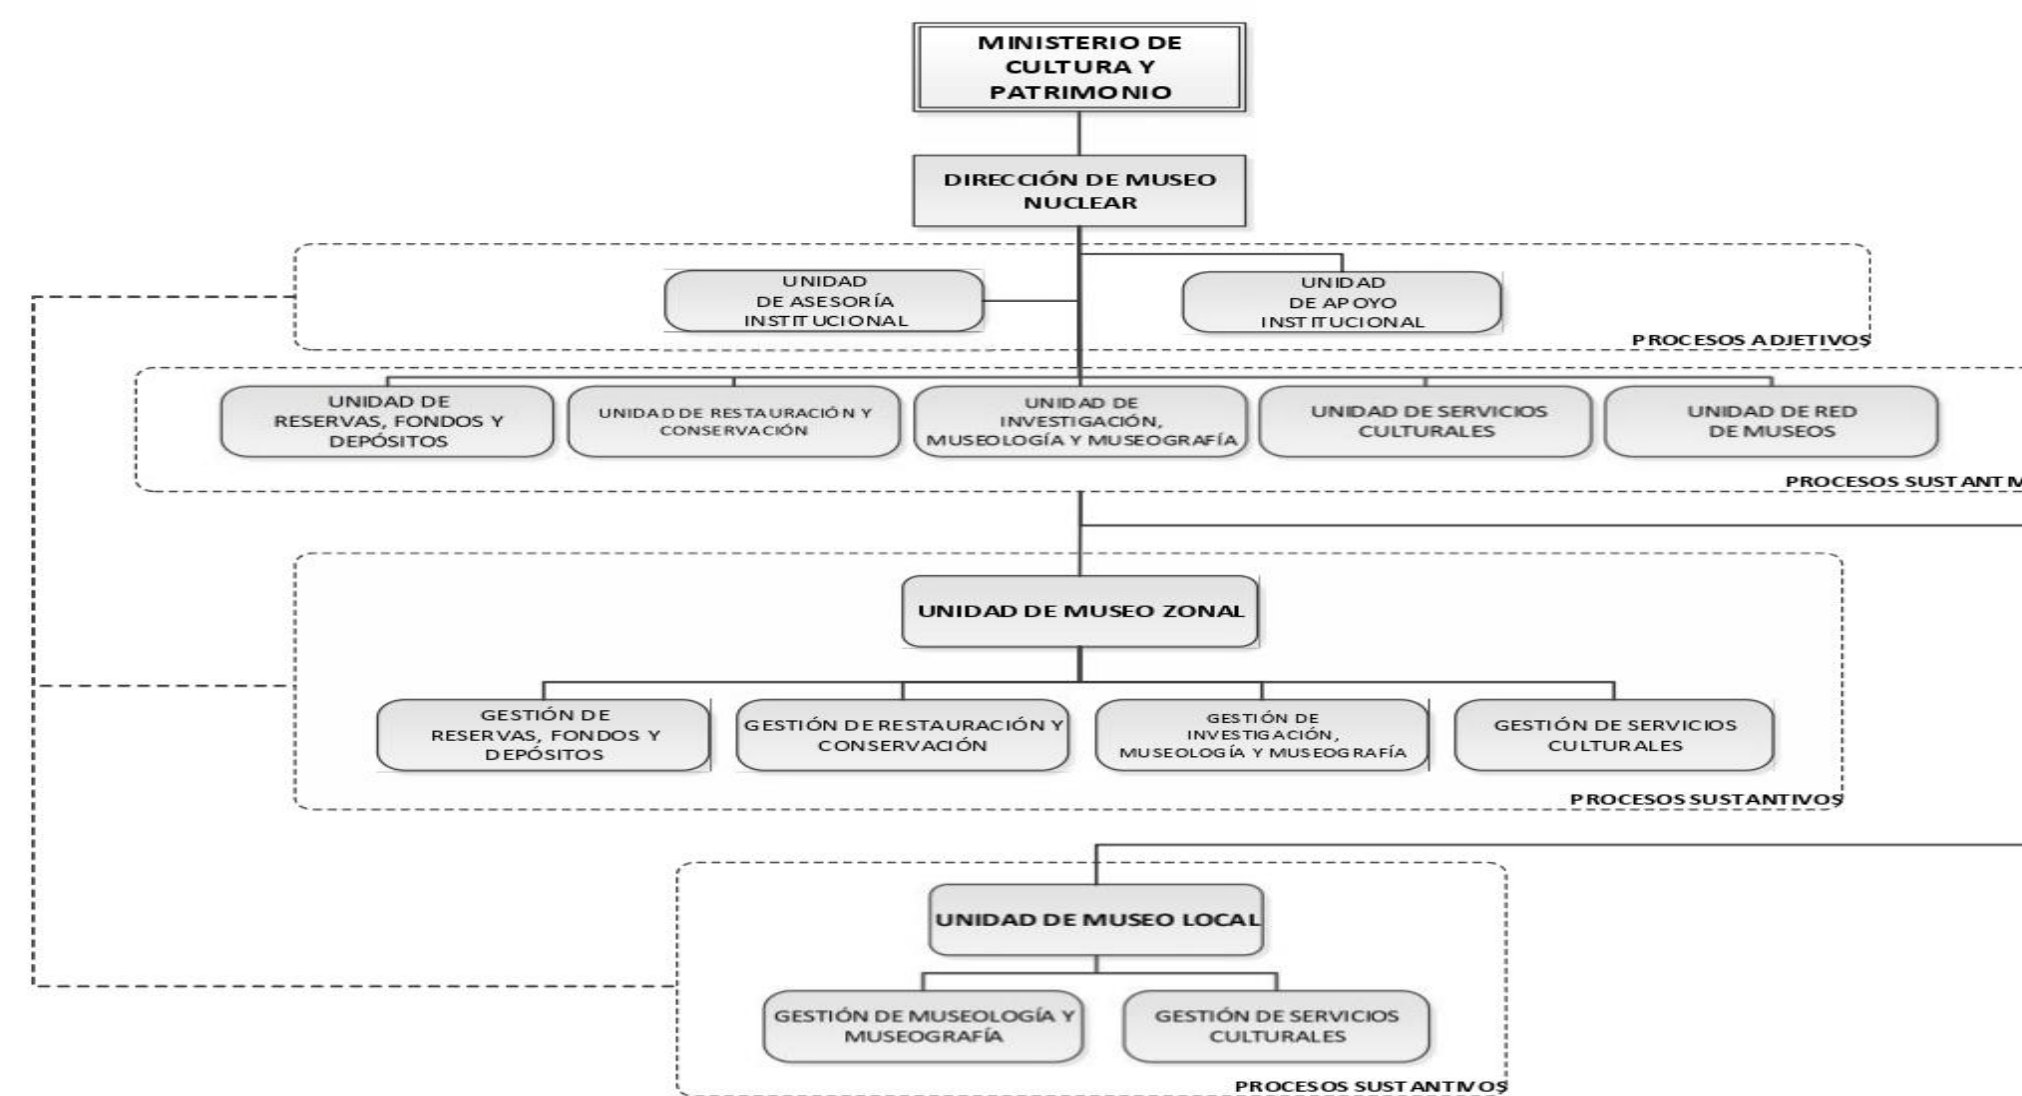 MINISTERIO DE
CULTURA Y
PATRIMONIO
DIRECCIÓN DE MUSEO
NUCLEAR
UNIDAD
DE ASESORÍA
INSTITUCIONAL
UNIDAD
DE APOYO
INSTITUCIONAL
PROCESOS ADJETIVOS
UNIDAD DE
RESERVAS, FONDOS Y
DEPÓSITOS
UNIDAD DE RESTAURACIÓN Y
CONSERVACIÓN
UNIDAD DE
INVESTIGACIÓN,
MUSEOLOGÍA Y MUSEOGRAFÍA
UNIDAD DE SERVICIOS
CULTURALES
UNIDAD DE RED
DE MUSEOS
PROCESOS
UNIDAD DE MUSEO ZONAL
GESTIÓN DE
RESERVAS, FONDOS Y
DEPÓSITOS
GESTIÓN DE RESTAURACIÓN Y
CONSERVACIÓN
GESTIÓN DE
INVESTIGACIÓN,
MUSEOLOGÍA Y MUSEOGRAFÍA
GESTIÓN DE SERVICIOS
CULTURALES
PROCESOS SUSTANTIVOS
UNIDAD DE MUSEO LOCAL
GESTIÓN DE MUSEOLOGÍA Y
MUSEOGRAFÍA
GESTIÓN DE SERVICIOS
CULTURALES
PROCESOS SUSTANTIVOS